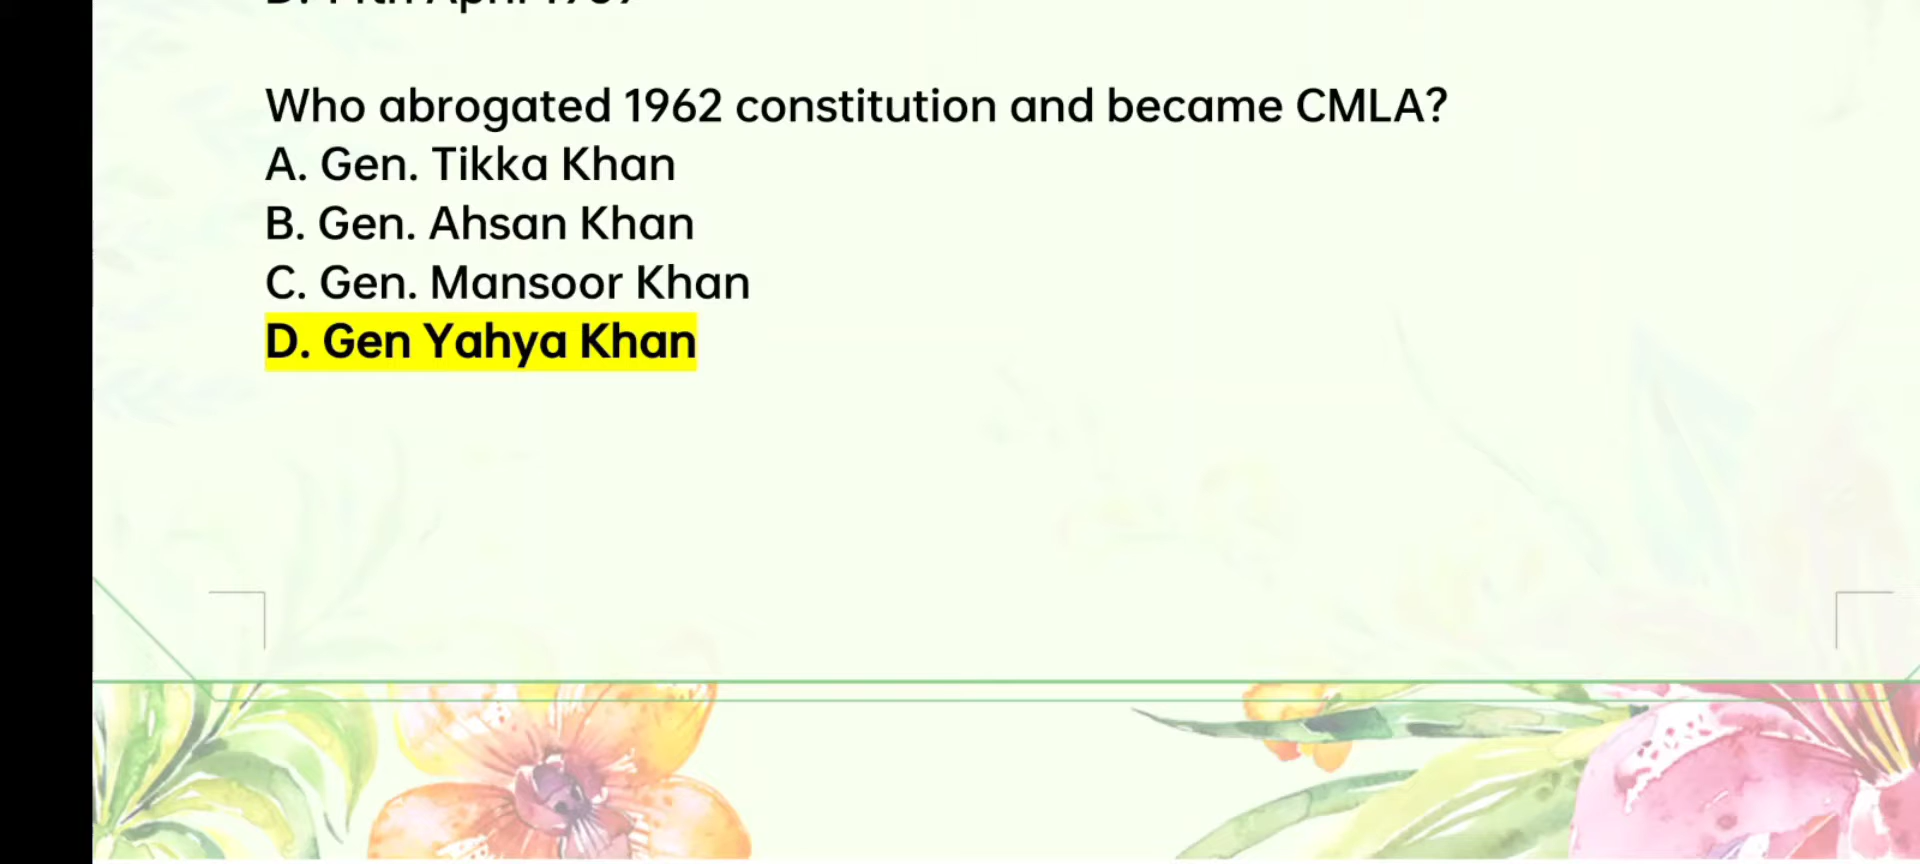 Who abrogated 1962 constitution and became CMLA?
A. Gen. Tikka Khan
B. Gen. Ahsan Khan
C. Gen. Mansoor Khan
D. Gen Yahya Khan